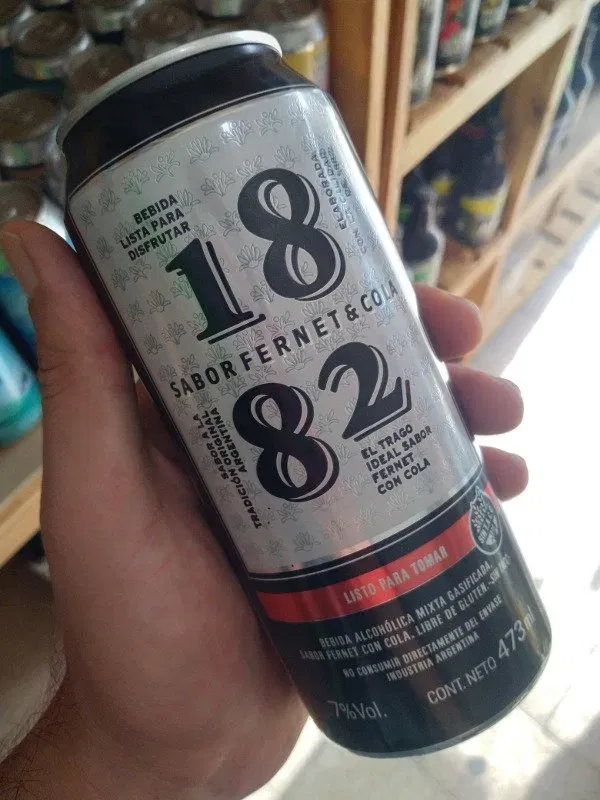 BEBIDA
LISTA PARA
DISFRUTAR
18
ELABORADA
SABOR FERNET & COLA
82
SABOR A LA
TRADICIÓN ORIGINAL
ARGENTINA
EL TRAGO
IDEAL SABOR
FERNET
CON COLA
LISTO PARA TOMAR
BEBIDA ALCOHÓLICA MIXTA GASIFICADA,
SABOR FERNET CON COLA. LIBRE DE GLUTEN.
NO CONSUMIR DIRECTAMENTE DEL ENVASE
INDUSTRIA ARGENTINA
7%Vol.
CONT. NETO 473ml